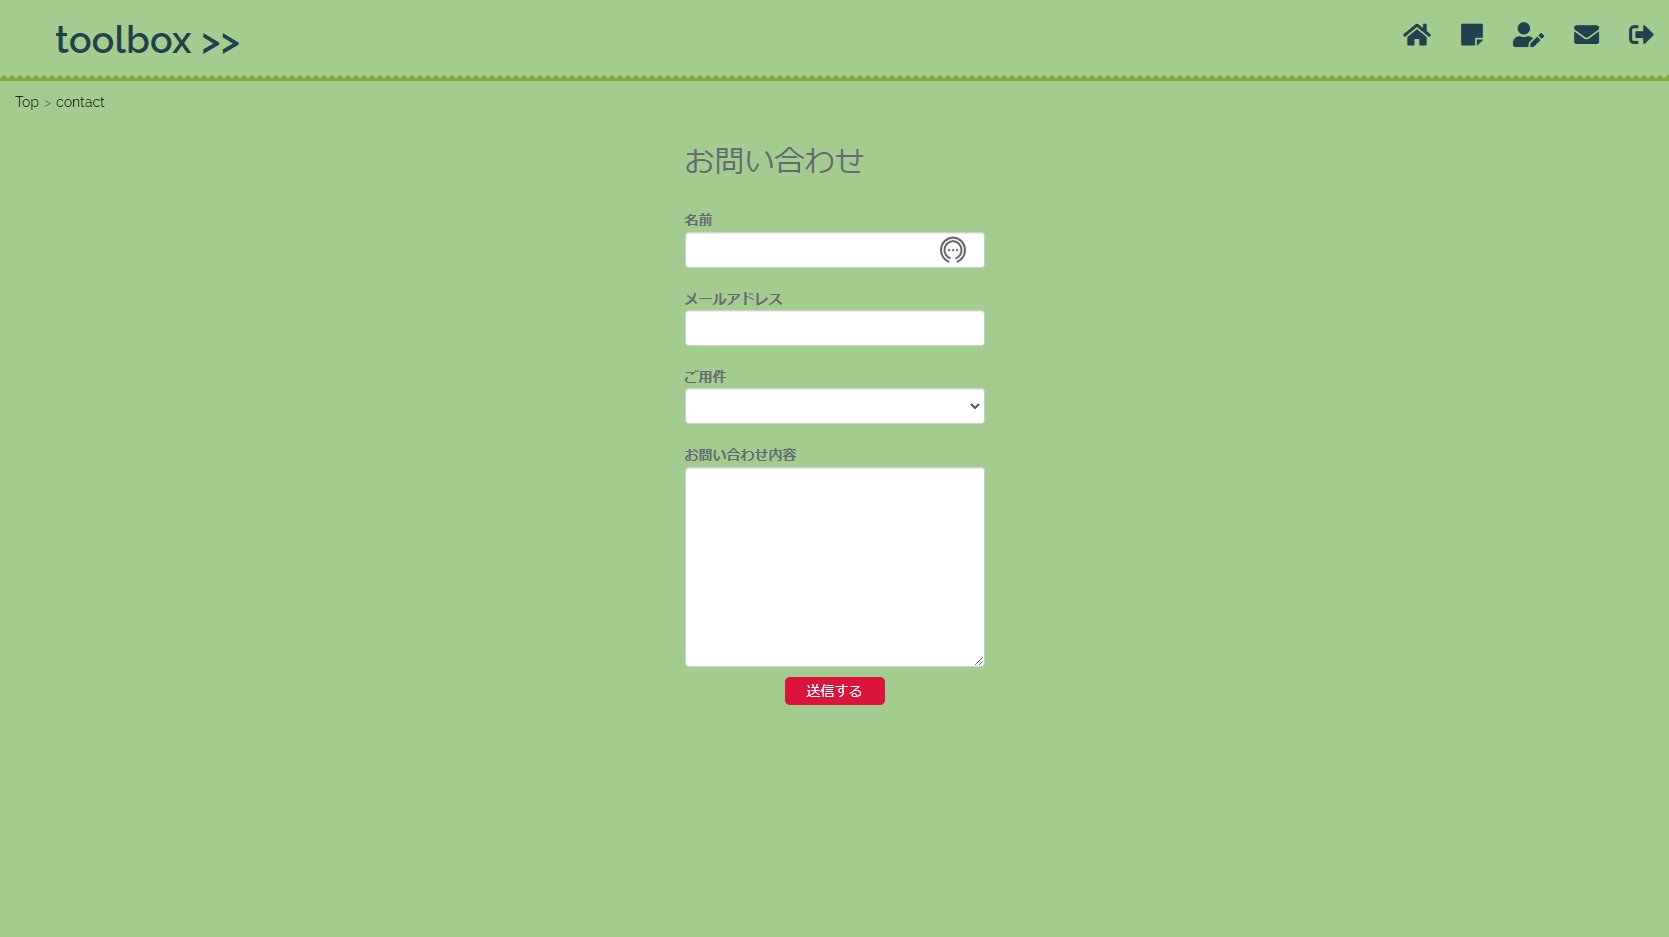 toolbox >>
Top > contact
お問い合わせ
名前
メールアドレス
ご用件
お問い合わせ内容
送信する